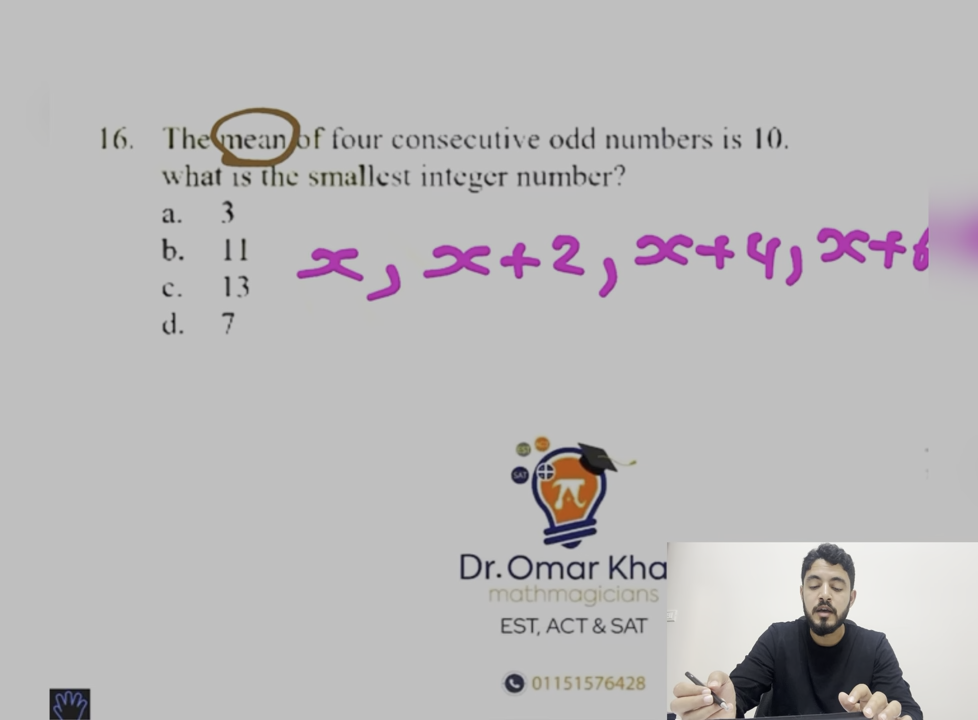 16. The mean of four consecutive odd numbers is 10.
what is the smallest integer number?
a. 3
b. 11
c. 13
d. 7
x, x+2, x+4, x+
SAT
π
Dr. Omar Kha
mathmagicians
EST, ACT & SAT
01151576428